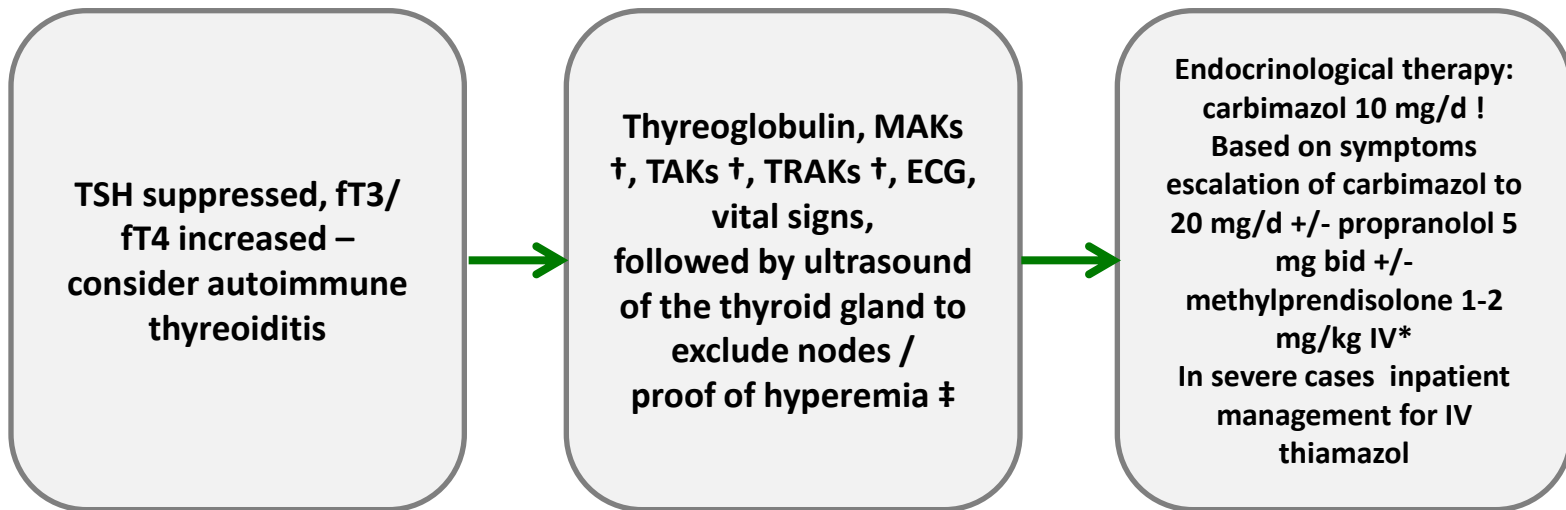 TSH suppressed, fT3/
fT4 increased –
consider autoimmune
thyreoiditis
Thyreoglobulin, MAKs
†, TAKs †, TRAKs †, ECG,
vital signs,
followed by ultrasound
of the thyroid gland to
exclude nodes /
proof of hyperemia ‡
Endocrinological therapy:
carbimazol 10 mg/d !
Based on symptoms
escalation of carbimazol to
20 mg/d +/- propranolol 5
mg bid +/-
methylprendisolone 1-2
mg/kg IV*
In severe cases  inpatient
management for IV
thiamazol